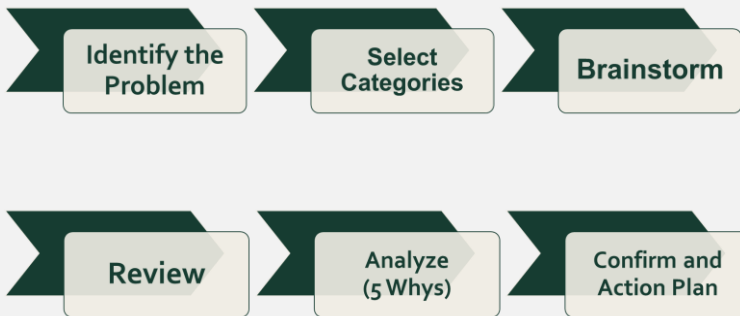 Identify the
Problem
Select
Categories
Brainstorm
Review
Analyze
(5 Whys)
Confirm and
Action Plan